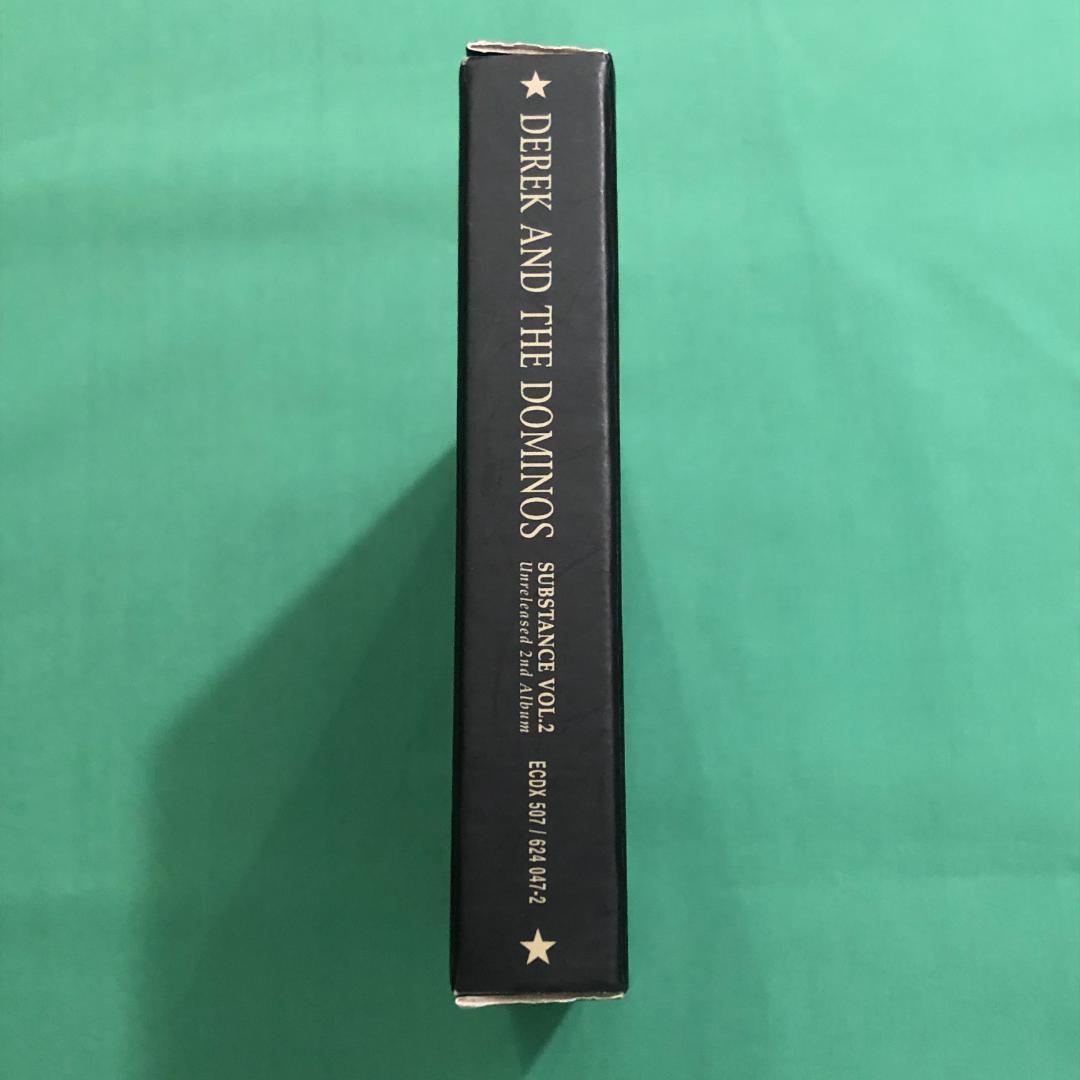 ★ DEREK AND THE DOMINOS
SUBSTANCE VOL.2
Unreleased 2nd Album
ECDX 507 / 624 047-2 ★